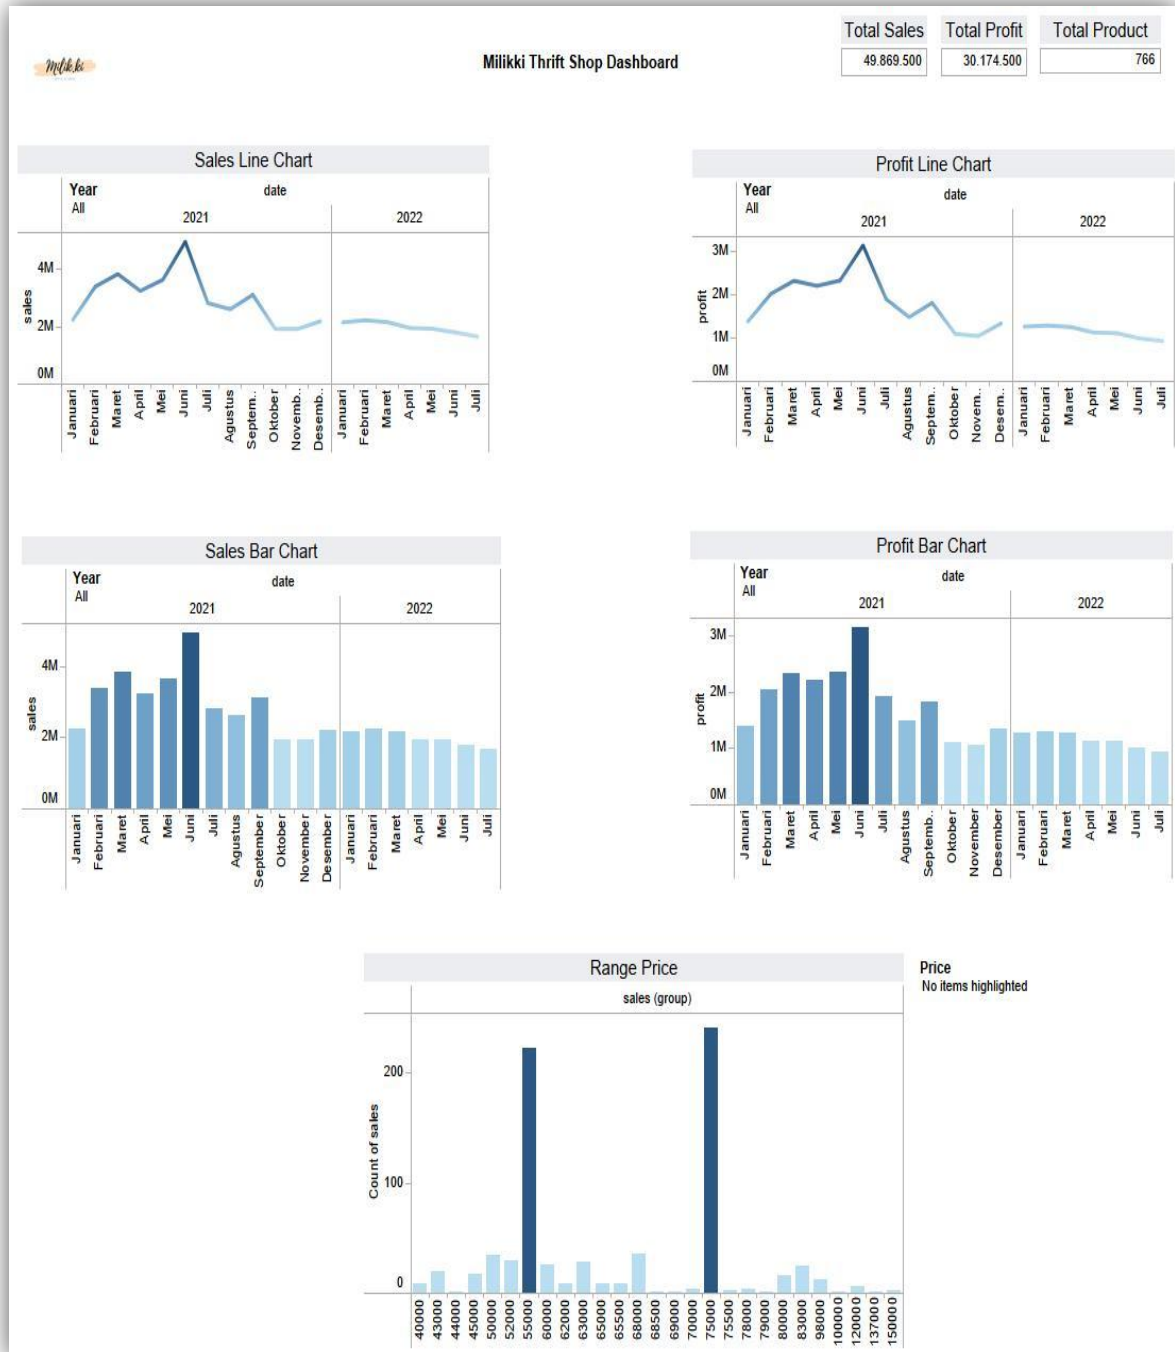 Milik.ki
Milikki Thrift Shop Dashboard
Total Sales
49.869.500
Total Profit
30.174.500
Total Product
766
Sales Line Chart
Year
All
date
2021
2022
sales
4M
2M
0M
Januari
Februari
Maret
April
Mei
Juni
Juli
Agustus
Septem..
Oktober
Novemb..
Desemb..
Januari
Februari
Maret
April
Mei
Juni
Juli
Profit Line Chart
Year
All
date
2021
2022
profit
3M
2M
1M
0M
Januari
Februari
Maret
April
Mei
Juni
Juli
Agustus
Septem..
Oktober
Novem..
Desem..
Januari
Februari
Maret
April
Mei
Juni
Juli
Sales Bar Chart
Year
All
date
2021
2022
sales
4M
2M
0M
Januari
Februari
Maret
April
Mei
Juni
Juli
Agustus
September
Oktober
November
Desember
Januari
Februari
Maret
April
Mei
Juni
Juli
Profit Bar Chart
Year
All
date
2021
2022
profit
3M
2M
1M
0M
Januari
Februari
Maret
April
Mei
Juni
Juli
Agustus
Septemb..
Oktober
November
Desember
Januari
Februari
Maret
April
Mei
Juni
Juli
Range Price
sales (group)
Count of sales
200
100
0
40000
43000
44000
45000
50000
52000
55000
60000
62000
63000
65000
65500
68000
68500
69000
70000
75000
75500
78000
79000
80000
83000
98000
100000
120000
137000
150000
Price
No items highlighted